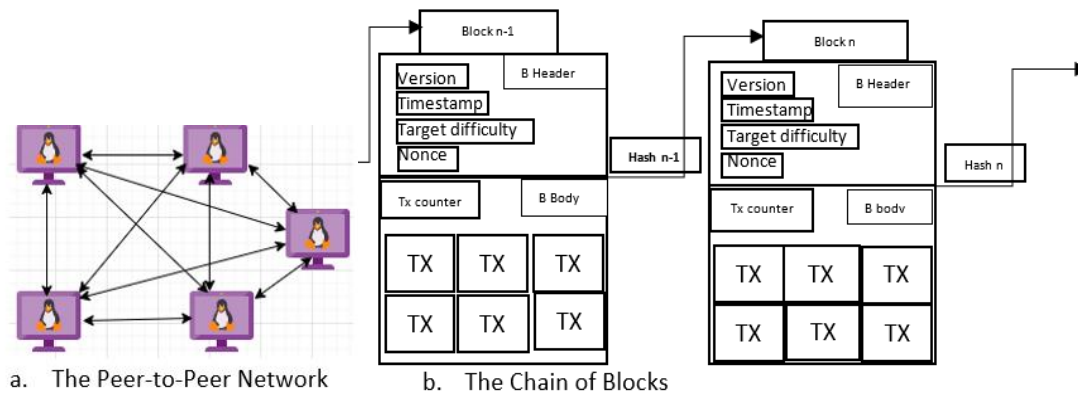 Block n-1
B Header
Version
Timestamp
Target difficulty
Nonce
Hash n-1
Tx counter
B Body
TX TX TX
TX TX TX
Block n
B Header
Version
Timestamp
Target difficulty
Nonce
Hash n
Tx counter
B body
TX TX TX
TX TX TX
a. The Peer-to-Peer Network
b. The Chain of Blocks